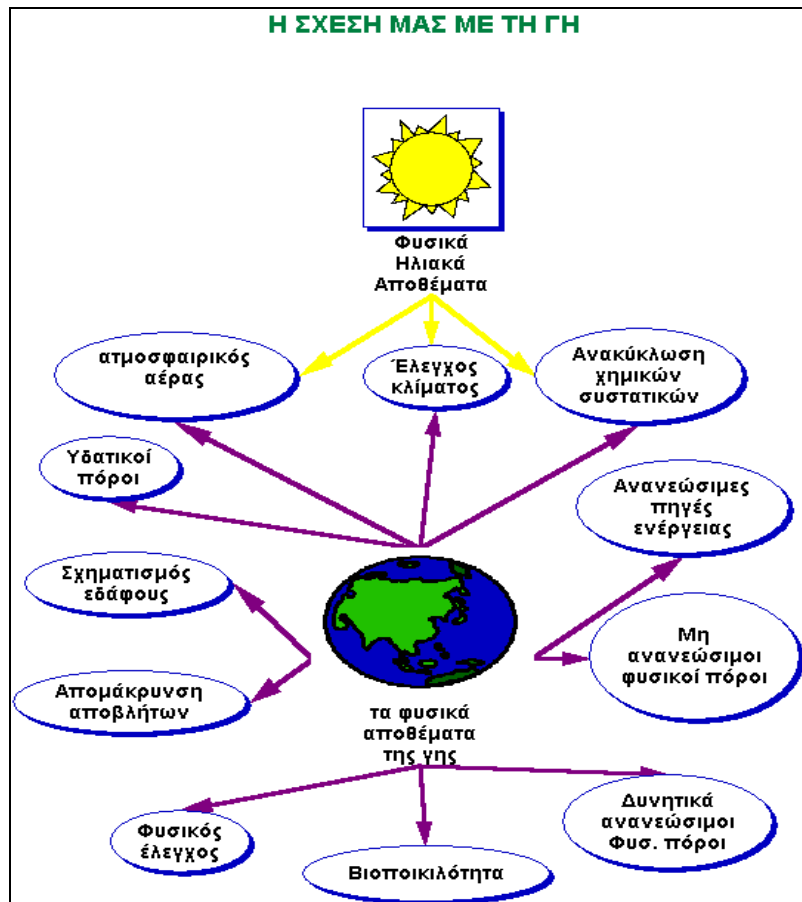 Η ΣΧΕΣΗ ΜΑΣ ΜΕ ΤΗ ΓΗ
Φυσικά
Ηλιακά
Αποθέματα
ατμοσφαιρικός
αέρας
Έλεγχος
κλίματος
Ανακύκλωση
χημικών
συστατικών
Υδατικοί
πόροι
Ανανεώσιμες
πηγές
ενέργειας
Σχηματισμός
εδάφους
Μη
ανανεώσιμοι
φυσικοί πόροι
Απομάκρυνση
αποβλήτων
τα φυσικά
αποθέματα
της γης
Φυσικός
έλεγχος
Βιοποικιλότητα
Δυνητικά
ανανεώσιμοι
Φυσ. πόροι